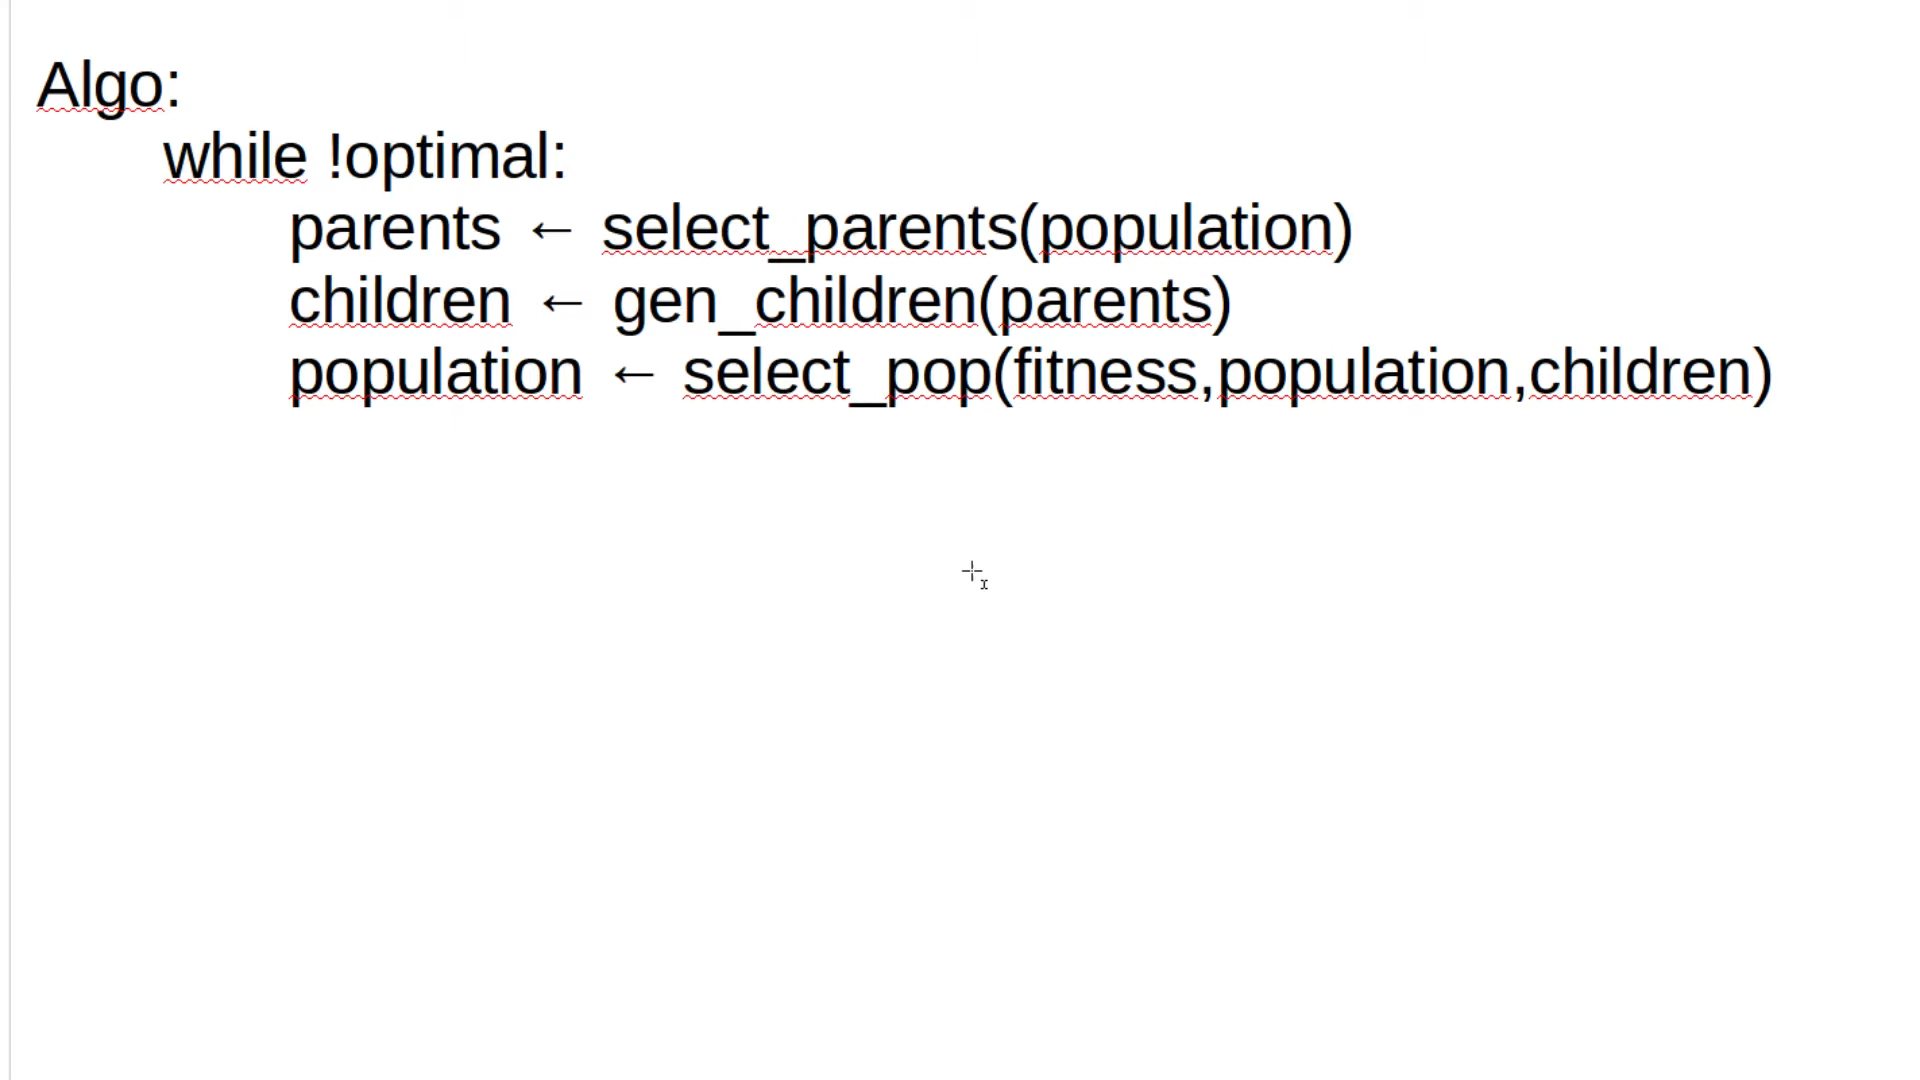 Algo:
while !optimal:
parents ← select_parents(population)
children ← gen_children(parents)
population ← select_pop(fitness,population,children)